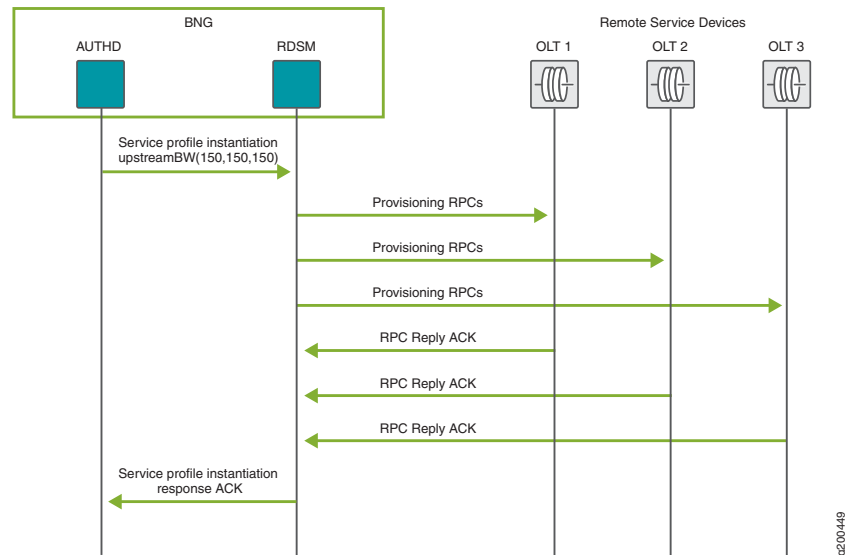 BNG
Remote Service Devices
AUTHD
RDSM
OLT 1
OLT 2
OLT 3
Service profile instantiation
upstreamBW(150,150,150)
Provisioning RPCs
Provisioning RPCs
Provisioning RPCs
RPC Reply ACK
RPC Reply ACK
RPC Reply ACK
Service profile instantiation
response ACK
g200449